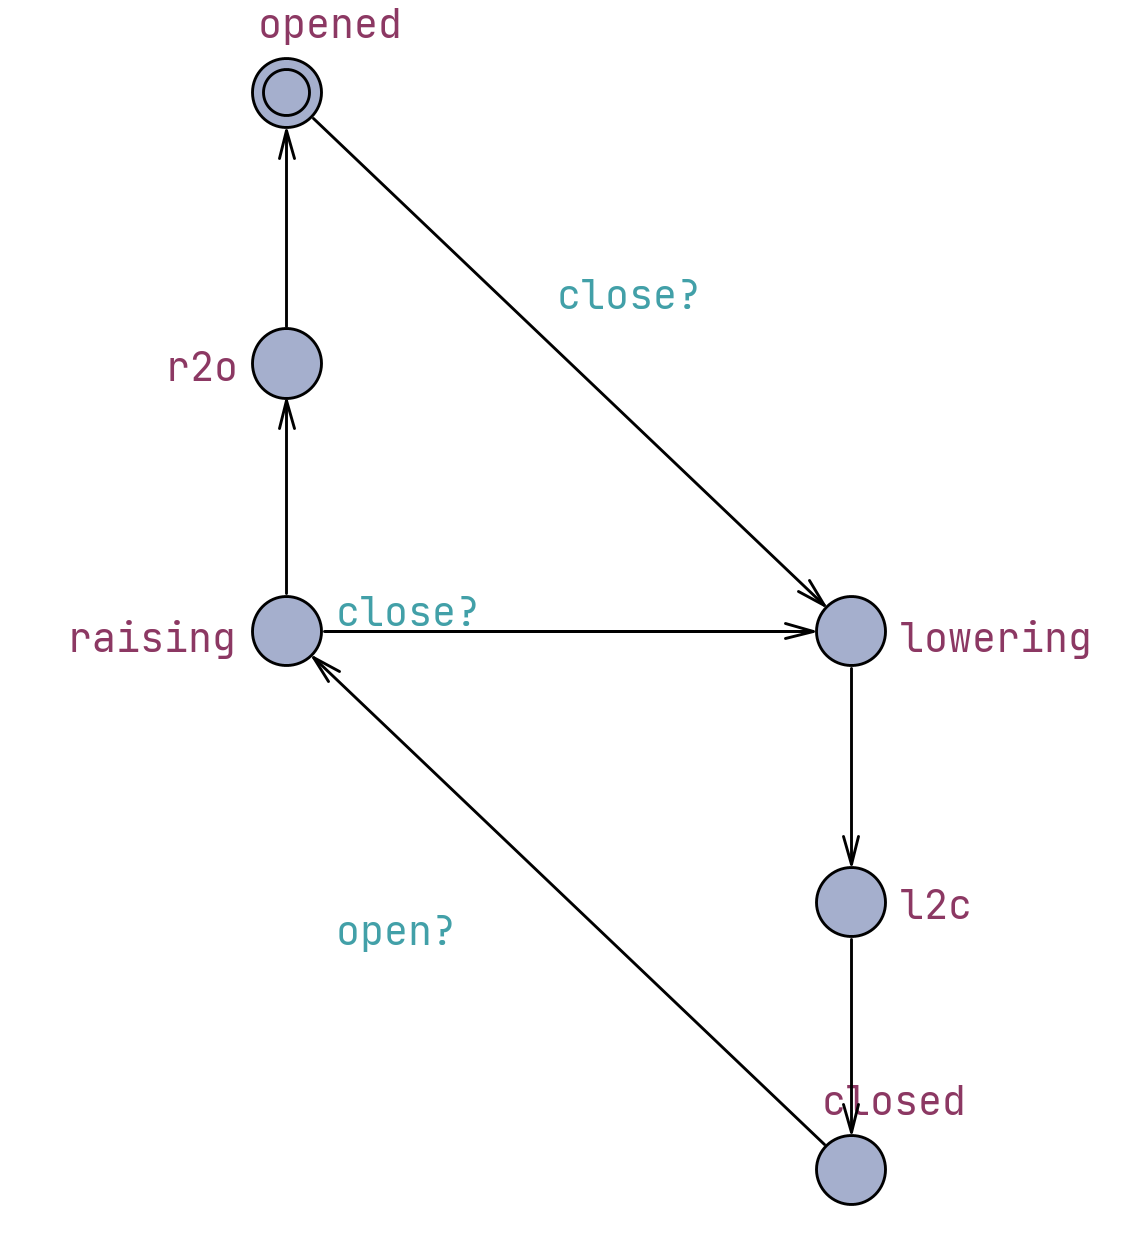 opened
close?
r2o
close?
raising
lowering
l2c
open?
closed